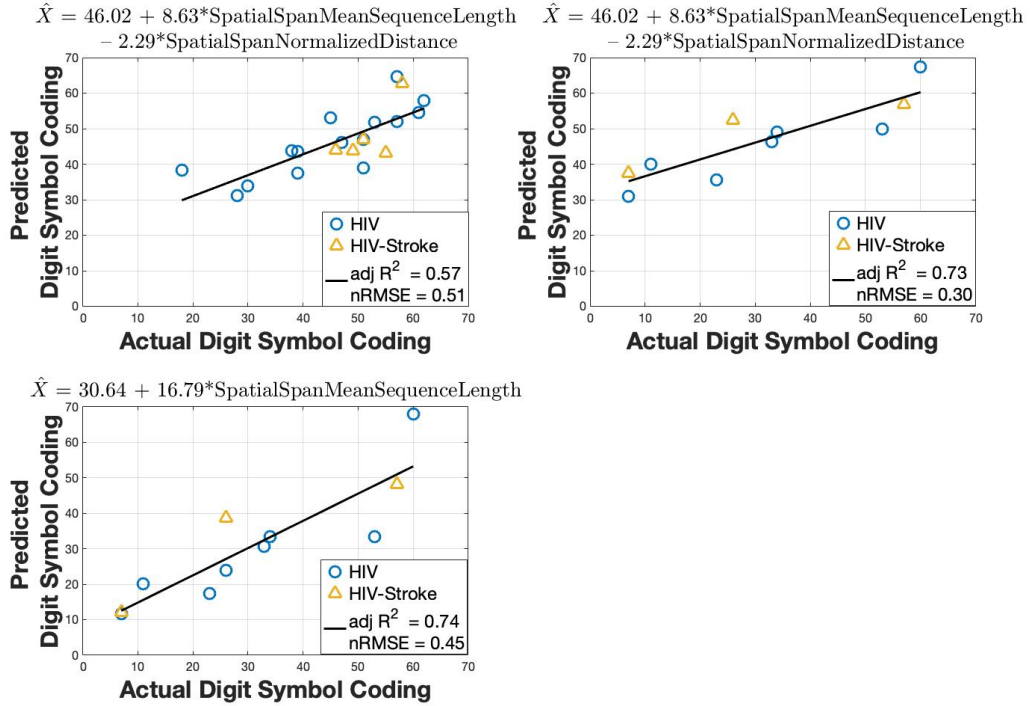 X̂ = 46.02 + 8.63*SpatialSpanMeanSequenceLength
– 2.29*SpatialSpanNormalizedDistance
70
60
50
40
30
20
10
0
Predicted
Digit Symbol Coding
HIV
HIV-Stroke
adj R² = 0.57
nRMSE = 0.51
0 10 20 30 40 50 60 70
Actual Digit Symbol Coding
X̂ = 46.02 + 8.63*SpatialSpanMeanSequenceLength
– 2.29*SpatialSpanNormalizedDistance
70
60
50
40
30
20
10
0
Predicted
Digit Symbol Coding
HIV
HIV-Stroke
adj R² = 0.73
nRMSE = 0.30
0 10 20 30 40 50 60 70
Actual Digit Symbol Coding
X̂ = 30.64 + 16.79*SpatialSpanMeanSequenceLength
70
60
50
40
30
20
10
0
Predicted
Digit Symbol Coding
HIV
HIV-Stroke
adj R² = 0.74
nRMSE = 0.45
0 10 20 30 40 50 60 70
Actual Digit Symbol Coding